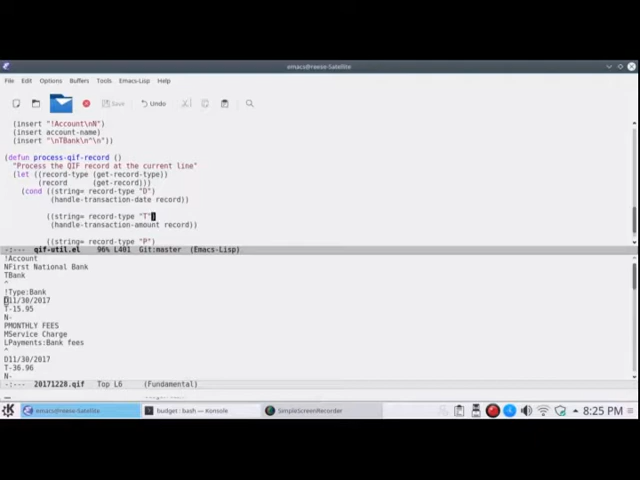 emacs@reese-Satellite
File Edit Options Buffers Tools Emacs-Lisp Help
Save Undo
(insert "!Account\nN")
(insert account-name)
(insert "\nTBank\n^\n"))
(defun process-qif-record ()
"Process the QIF record at the current line"
(let ((record-type (get-record-type))
(record (get-record)))
(cond ((string= record-type "D")
(handle-transaction-date record))
((string= record-type "T")
(handle-transaction-amount record))
((string= record-type "P")
-:--- qif-util.el 96% L401 Git:master (Emacs-Lisp)
!Account
NFirst National Bank
TBank
^
!Type:Bank
D11/30/2017
T-15.95
N-
PMONTHLY FEES
MService Charge
LPayments:Bank fees
^
D11/30/2017
T-36.96
N-
-:--- 20171228.qif Top L6 (Fundamental)
emacs@reese-Satellite
budget : bash — Konsole
SimpleScreenRecorder
8:25 PM